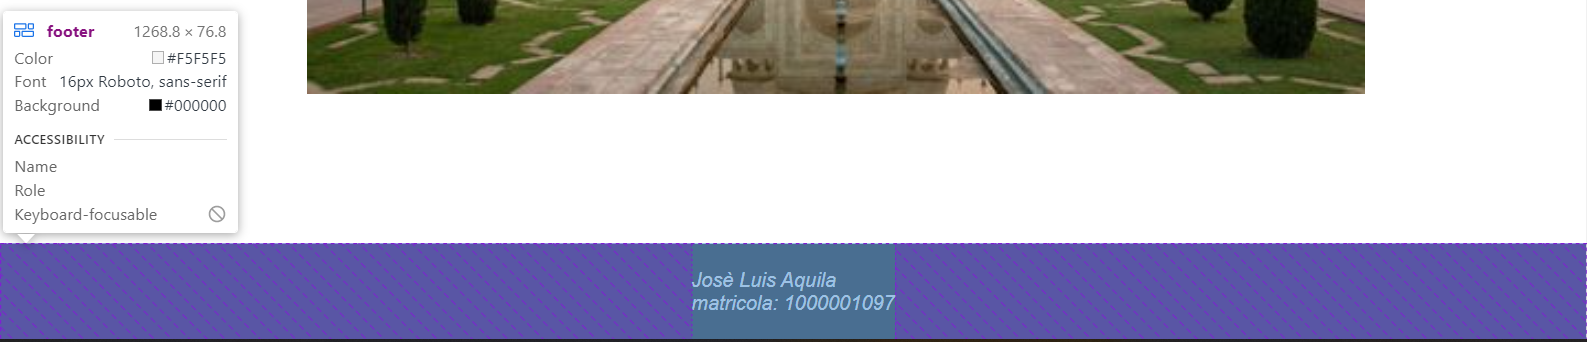 footer 1268.8 × 76.8
Color #F5F5F5
Font 16px Roboto, sans-serif
Background #000000
ACCESSIBILITY
Name
Role
Keyboard-focusable
Josè Luis Aquila
matricola: 1000001097